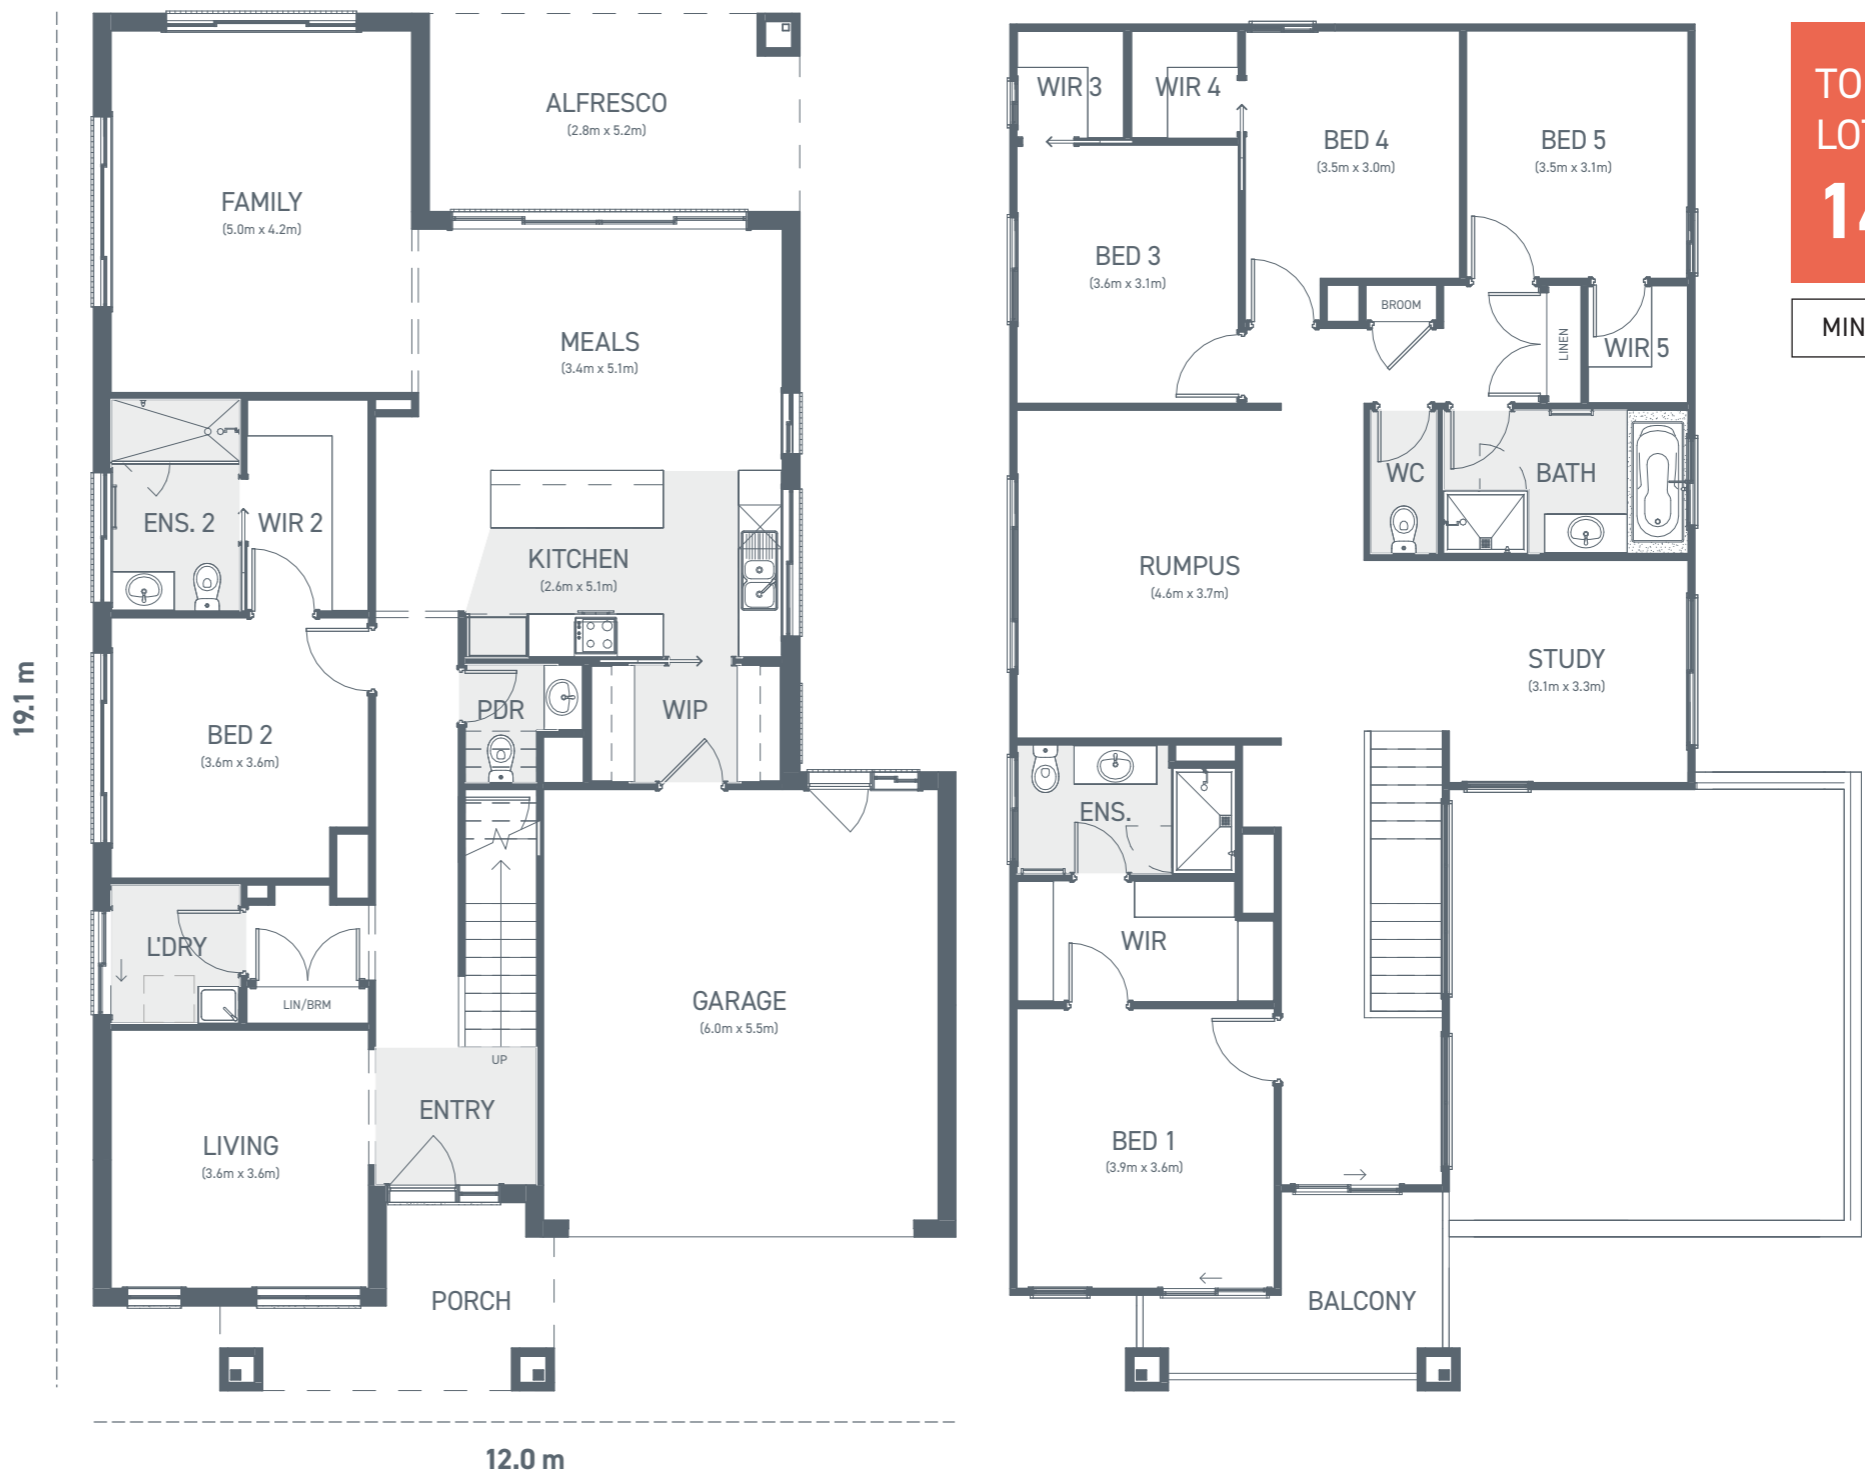 ALFRESCO
(2.8m x 5.2m)
FAMILY
(5.0m x 4.2m)
MEALS
(3.4m x 5.1m)
ENS. 2
WIR 2
KITCHEN
(2.6m x 5.1m)
PDR
WIP
BED 2
(3.6m x 3.6m)
L'DRY
LIN/BRM
GARAGE
(6.0m x 5.5m)
UP
ENTRY
LIVING
(3.6m x 3.6m)
PORCH
19.1 m
12.0 m
WIR 3
WIR 4
BED 4
(3.5m x 3.0m)
BED 5
(3.5m x 3.1m)
BED 3
(3.6m x 3.1m)
BROOM
LINEN
WIR 5
WC
BATH
RUMPUS
(4.6m x 3.7m)
STUDY
(3.1m x 3.3m)
ENS.
WIR
BED 1
(3.9m x 3.6m)
BALCONY
TO
LOT
14
MIN